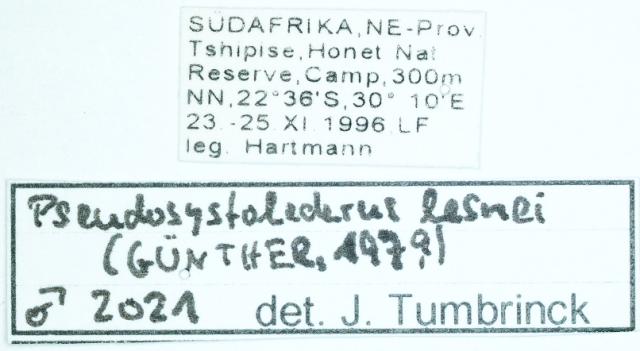 SÜDAFRIKA, NE-Prov.
Tshipise, Honet Nat
Reserve, Camp, 300m
NN, 22°36'S, 30° 10'E
23.-25. XI. 1996, LF
leg. Hartmann
Pseudosystolederus lesnei
(GÜNTHER, 1979)
♂ 2021 det. J. Tumbrinck